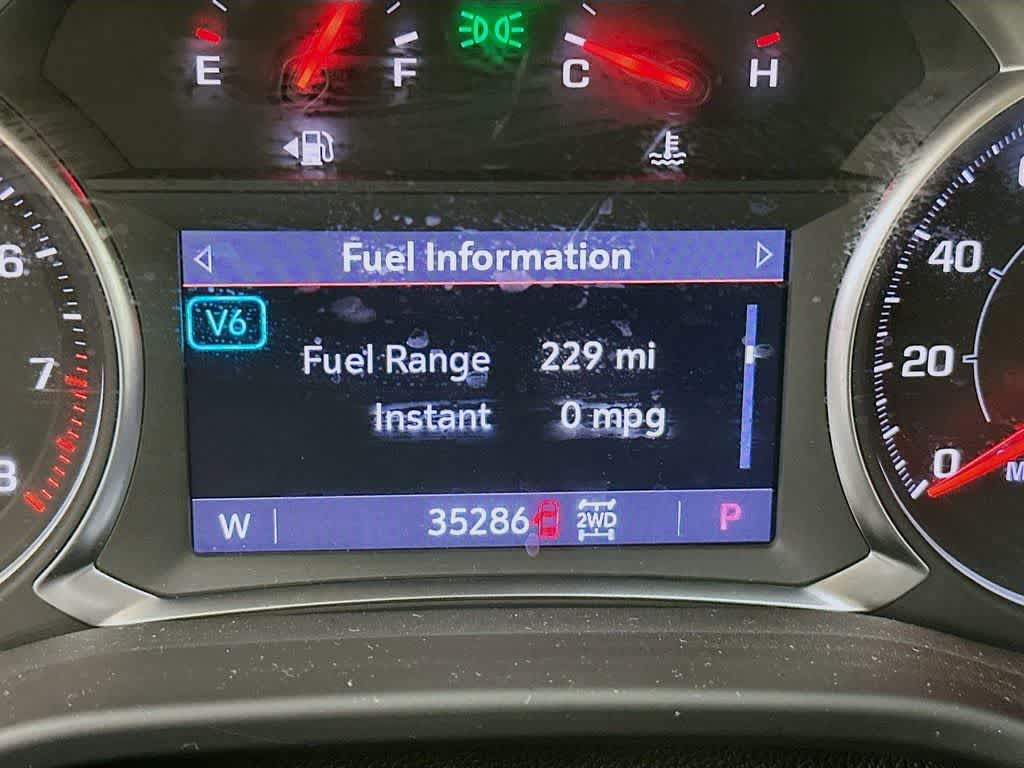 E F C H
Fuel Information
V6
Fuel Range 229 mi
Instant 0 mpg
W 35286 2WD P
6
7
8
40
20
0